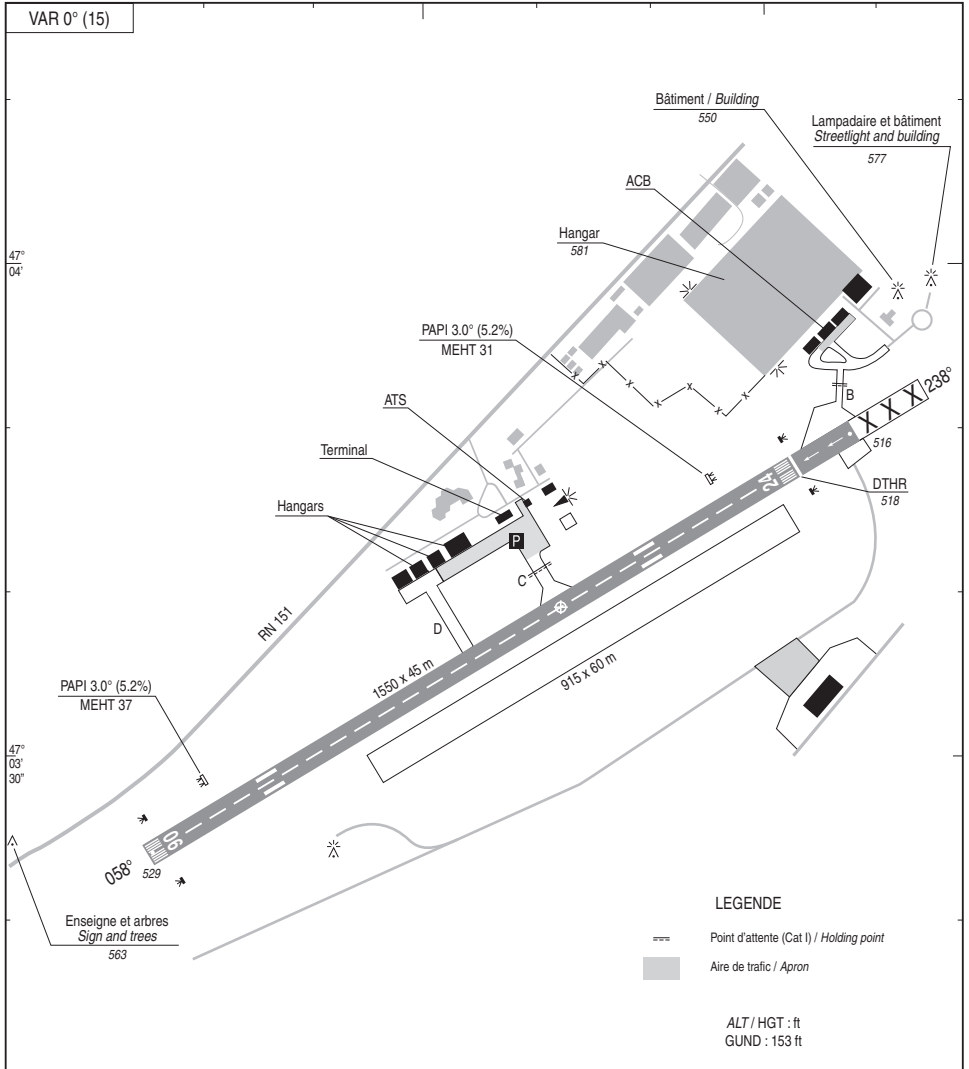 VAR 0° (15)
Bâtiment / Building
550
Lampadaire et bâtiment
Streetlight and building
577
ACB
Hangar
581
47°
04'
PAPI 3.0° (5.2%)
MEHT 31
B
238°
XXX
516
ATS
Terminal
24
DTHR
518
Hangars
P
C
D
RN 151
1550 x 45 m
915 x 60 m
PAPI 3.0° (5.2%)
MEHT 37
47°
03'
30"
06
058°
529
Enseigne et arbres
Sign and trees
563
LEGENDE
Point d'attente (Cat I) / Holding point
Aire de trafic / Apron
ALT / HGT : ft
GUND : 153 ft